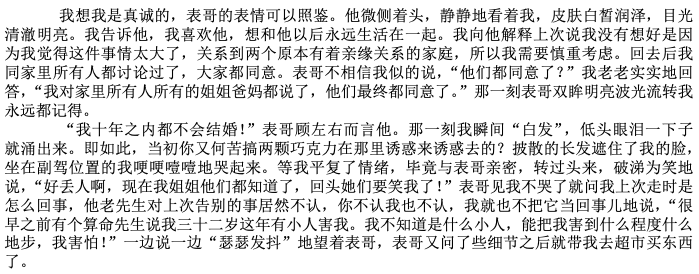 我想我是真诚的，表哥的表情可以照鉴。他微侧着头，静静地看着我，皮肤白皙润泽，目光
清澈明亮。我告诉他，我喜欢他，想和他以后永远生活在一起。我向他解释上次说我没有想好是因
为我觉得这件事情太大了，关系到两个原本有着亲缘关系的家庭，所以我需要慎重考虑。回去后我
同家里所有人都讨论过了，大家都同意。表哥不相信我似的说，“他们都同意了？”我老老实实地回
答，“我对家里所有人所有的姐姐爸妈都说了，他们最终都同意了。”那一刻表哥双眸明亮波光流转我
永远都记得。
“我十年之内都不会结婚！”表哥顾左右而言他。那一刻我瞬间“白发”，低头眼泪一下子
就涌出来。即如此，当初你又何苦搞两颗巧克力在那里诱惑来诱惑去的？披散的长发遮住了我的脸，
坐在副驾位置的我哽哽噎噎地哭起来。等我平复了情绪，毕竟与表哥亲密，转过头来，破涕为笑地
说，“好丢人啊，现在我姐姐他们都知道了，回头她们要笑我了！”表哥见我不哭了就问我上次走时是
怎么回事，他老先生对上次告别的事居然不认，你不认我也不认，我就也不把它当回事儿地说，“很
早之前有个算命先生说我三十二岁这年有小人害我。我不知道是什么小人，能把我害到什么程度什么
地步，我害怕！”一边说一边“瑟瑟发抖”地望着表哥，表哥又问了些细节之后就带我去超市买东西
了。